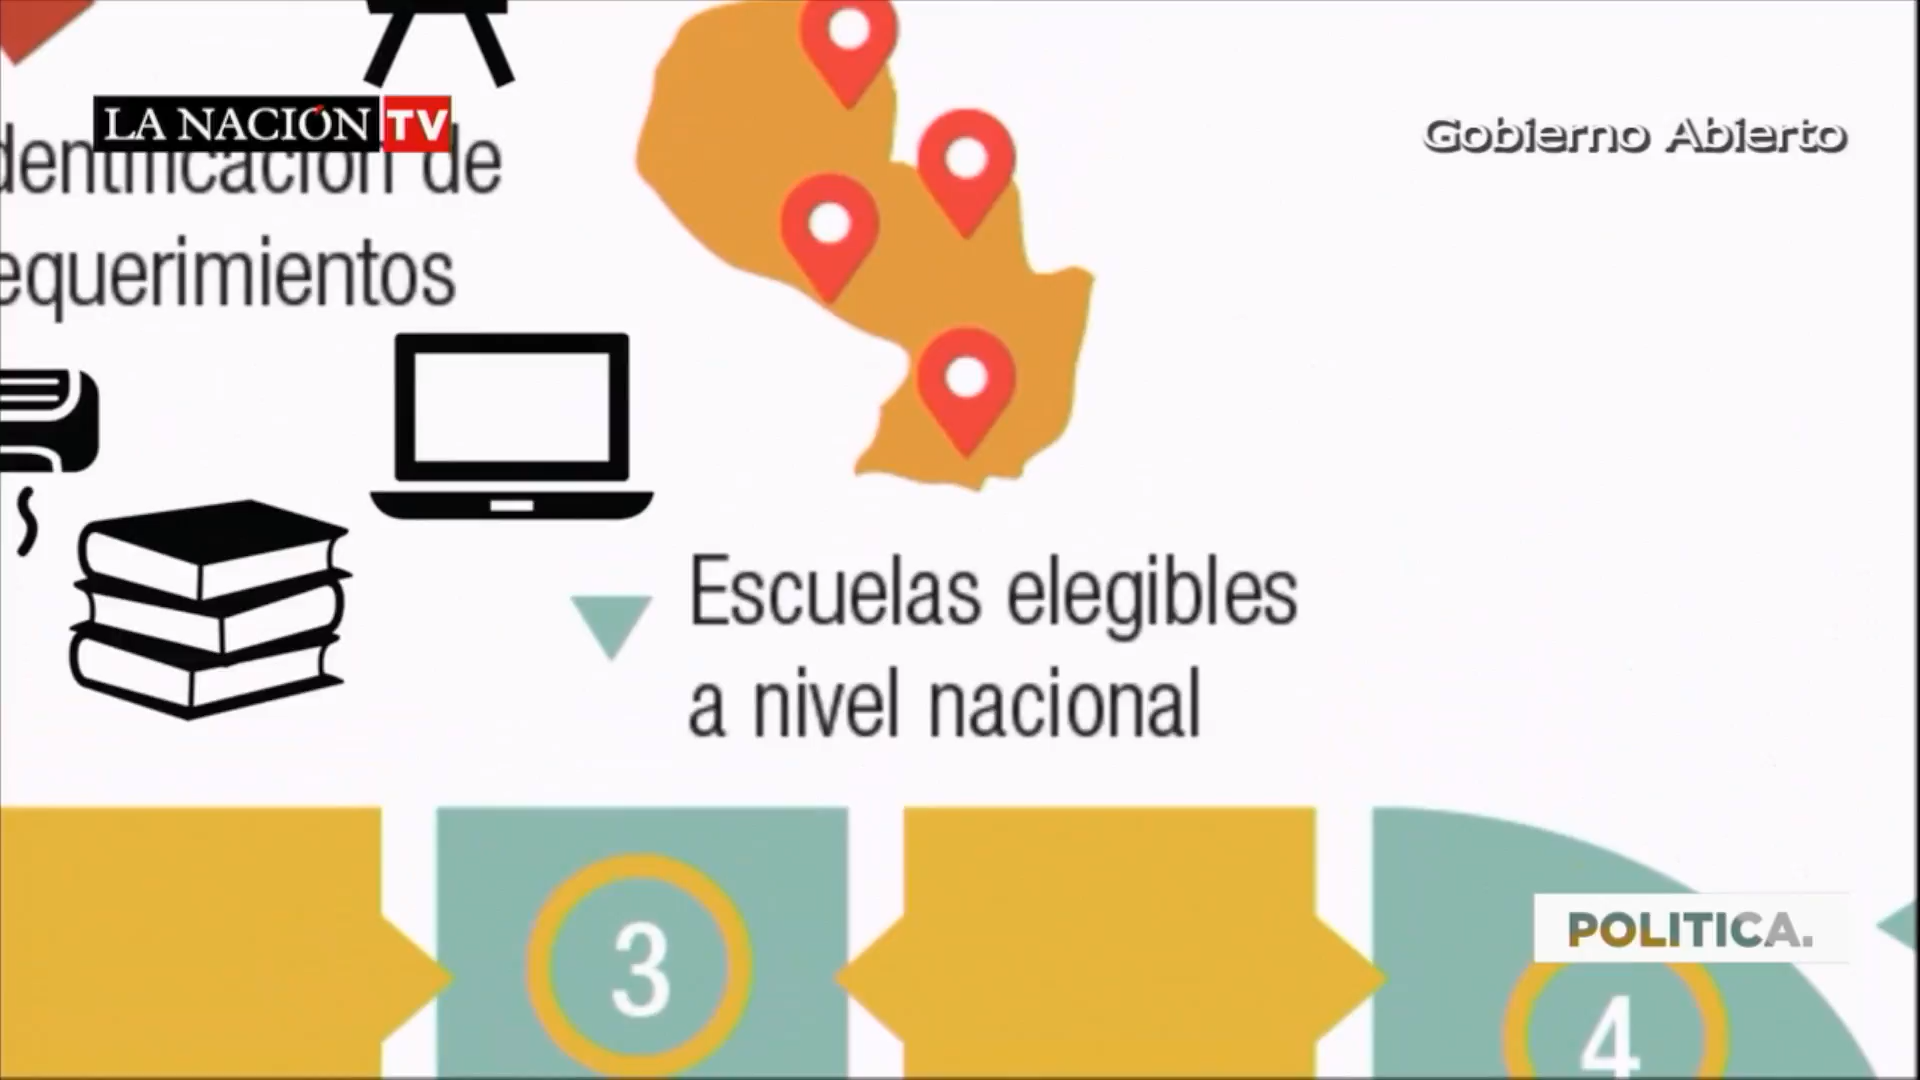 LA NACIÓN TV
Gobierno Abierto
dentificación de
equerimientos
Escuelas elegibles
a nivel nacional
3
4
POLITICA.